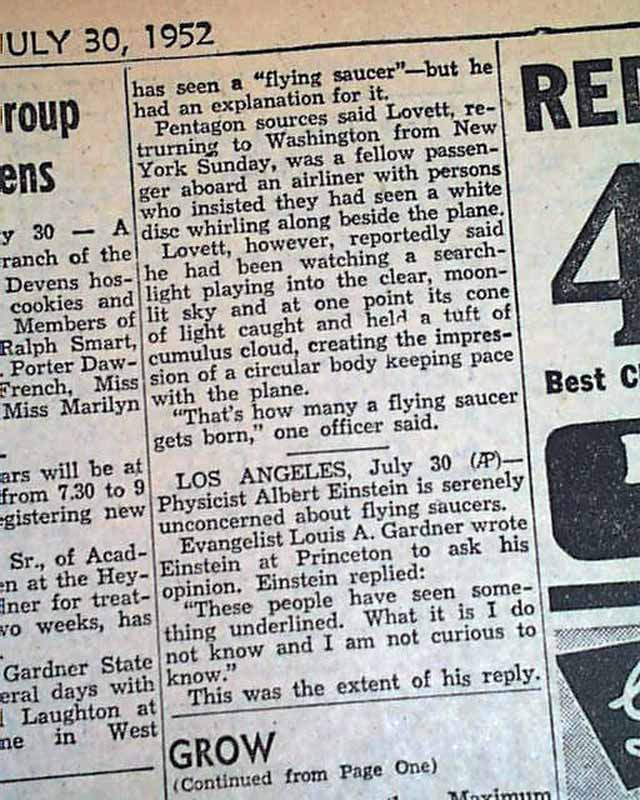 JULY 30, 1952
roup
ens
y 30 — A
ranch of the
Devens hos-
cookies and
Members of
Ralph Smart,
. Porter Daw-
French, Miss
Miss Marilyn
ars will be at
from 7.30 to 9
egistering new
Sr., of Acad-
en at the Hey-
iner for treat-
wo weeks, has
Gardner State
eral days with
Laughton at
me in West
has seen a “flying saucer”—but he
had an explanation for it.
Pentagon sources said Lovett, re-
trurning to Washington from New
York Sunday, was a fellow passen-
ger aboard an airliner with persons
who insisted they had seen a white
disc whirling along beside the plane.
Lovett, however, reportedly said
he had been watching a search-
light playing into the clear, moon-
lit sky and at one point its cone
of light caught and held a tuft of
cumulus cloud, creating the impres-
sion of a circular body keeping pace
with the plane.
“That's how many a flying saucer
gets born,” one officer said.
LOS ANGELES, July 30 (AP)—
Physicist Albert Einstein is serenely
unconcerned about flying saucers.
Evangelist Louis A. Gardner wrote
Einstein at Princeton to ask his
opinion. Einstein replied:
“These people have seen some-
thing underlined. What it is I do
not know and I am not curious to
know.”
This was the extent of his reply.
GROW
(Continued from Page One)
Maximum
RED
4
Best C